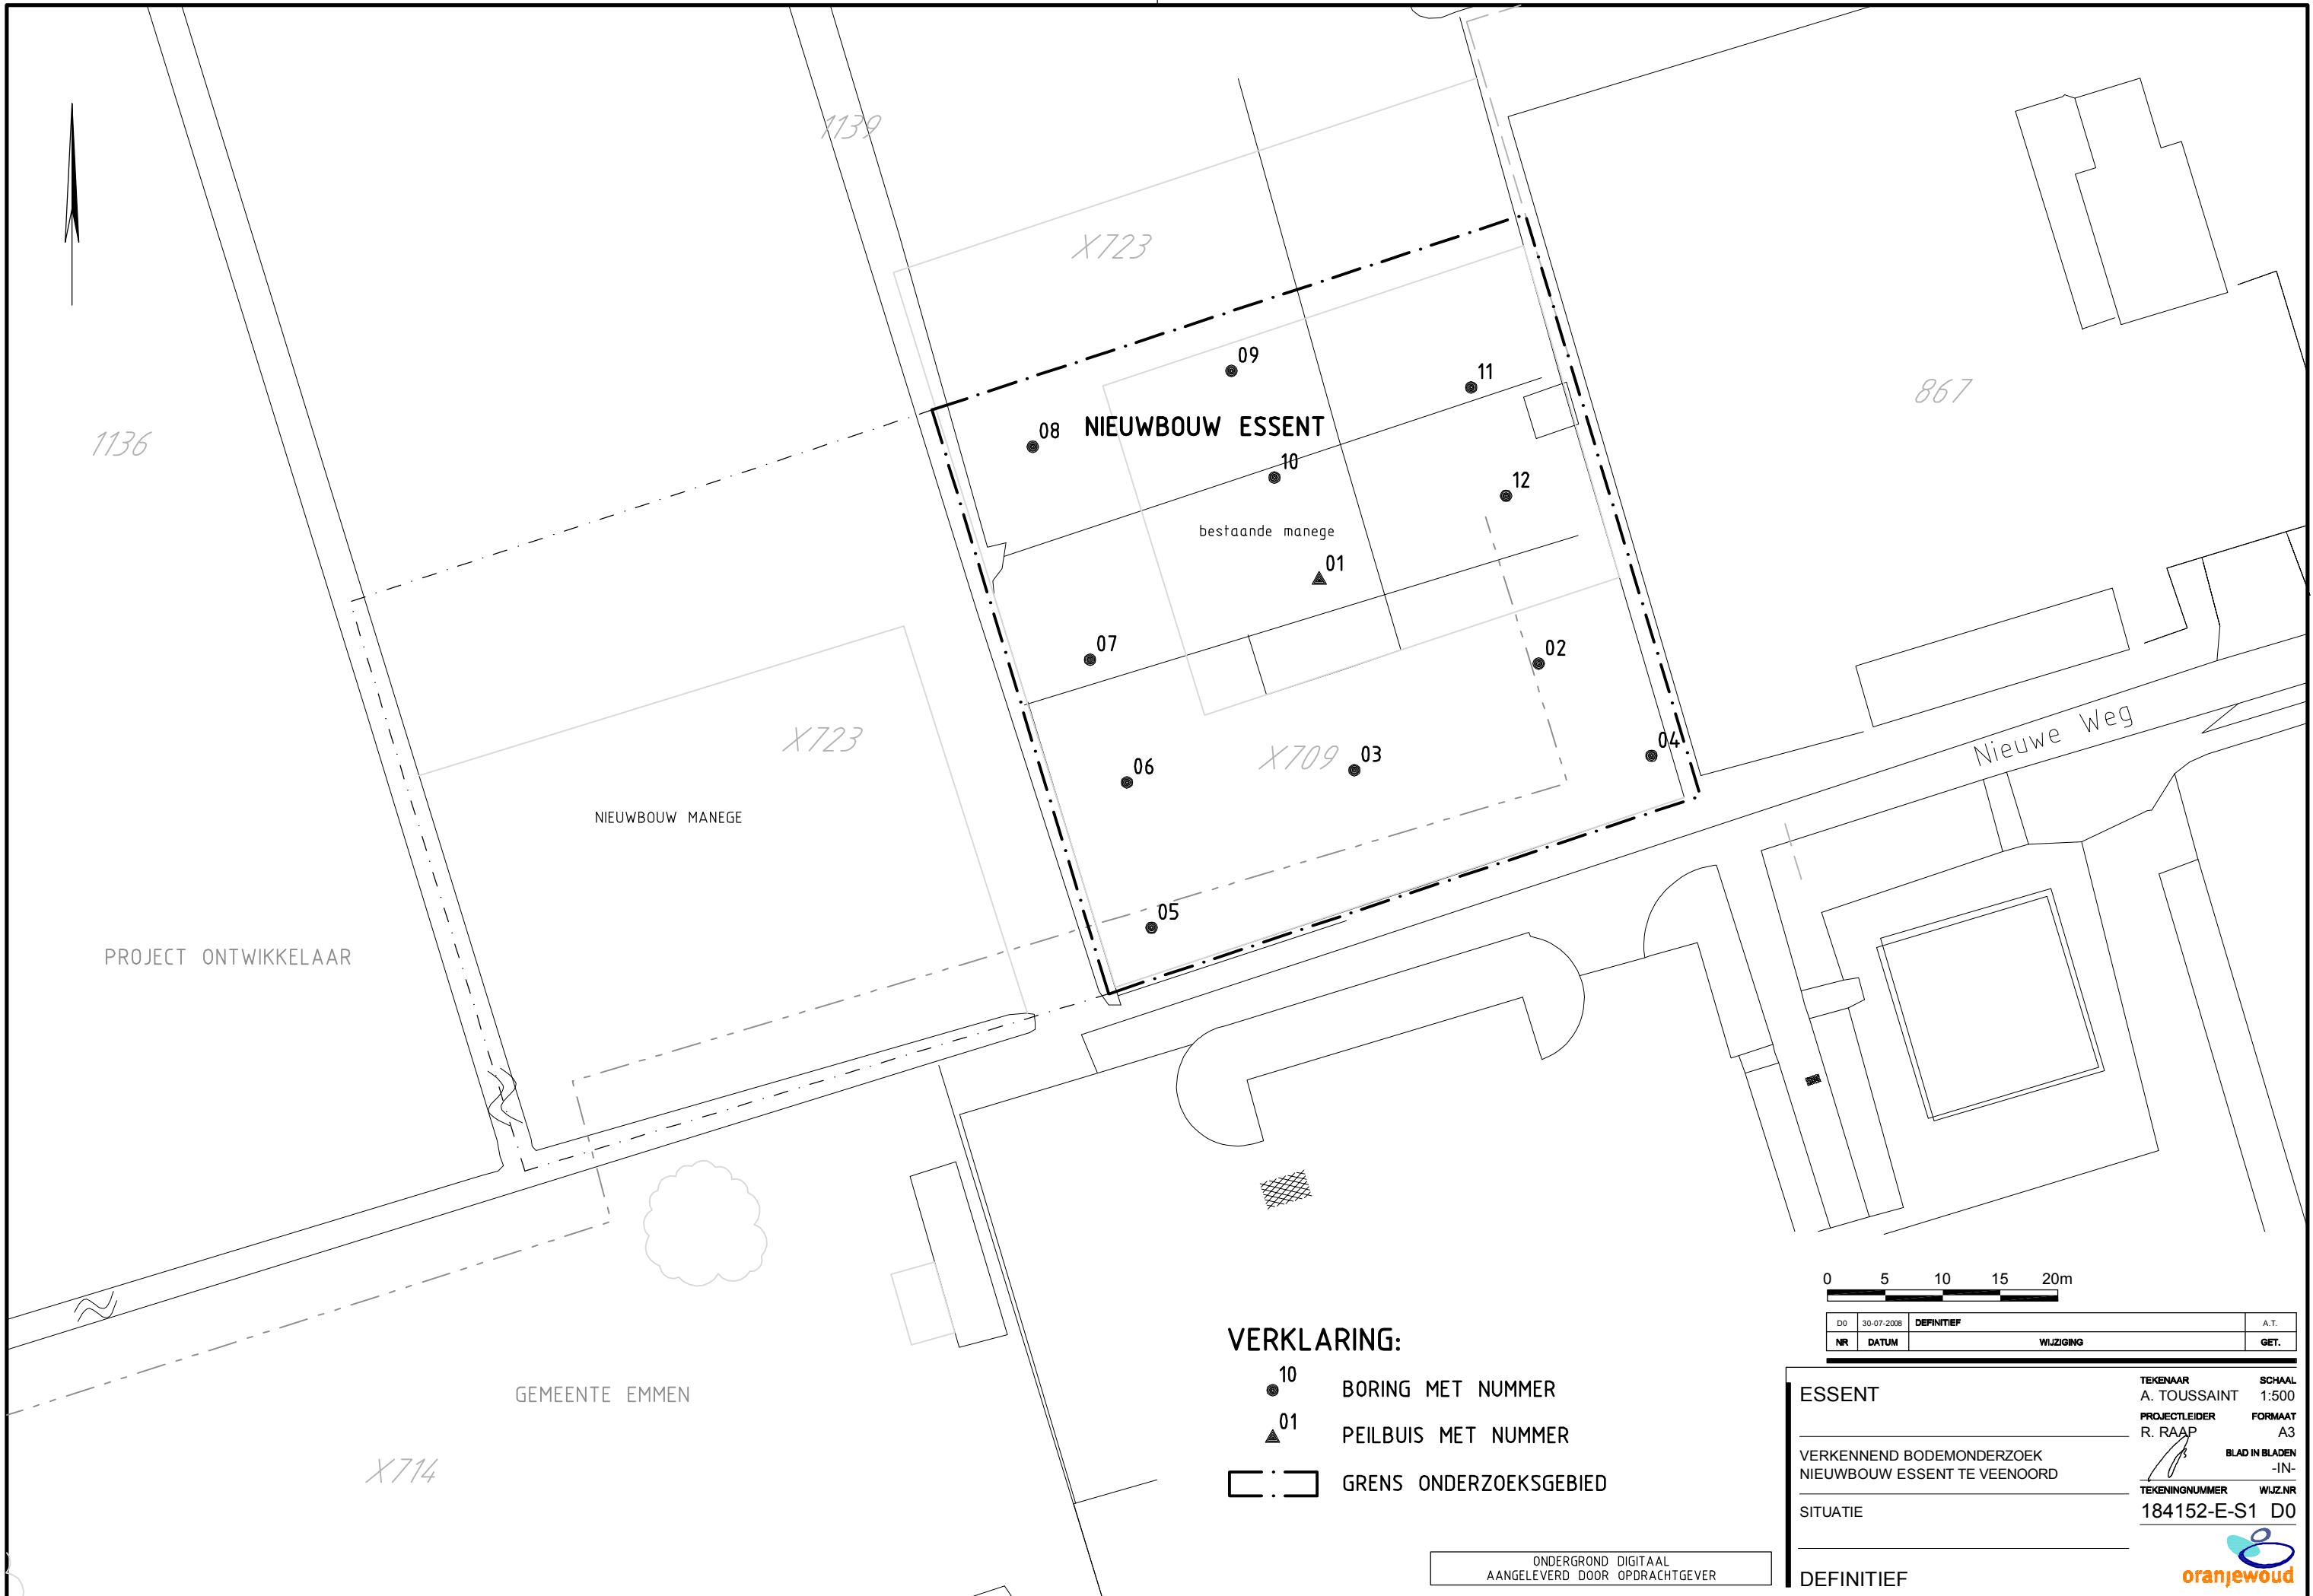 1139
X723
09
11
867
1136
08
NIEUWBOUW ESSENT
10
12
bestaande manege
01
07
02
X723
X709
03
04
Nieuwe Weg
06
NIEUWBOUW MANEGE
05
PROJECT ONTWIKKELAAR
GEMEENTE EMMEN
X714
VERKLARING:
10
BORING MET NUMMER
01
PEILBUIS MET NUMMER
GRENS ONDERZOEKSGEBIED
ONDERGROND DIGITAAL
AANGELEVERD DOOR OPDRACHTGEVER
0 5 10 15 20m
D0 30-07-2008 DEFINITIEF A.T.
NR DATUM WIJZIGING GET.
ESSENT
VERKENNEND BODEMONDERZOEK
NIEUWBOUW ESSENT TE VEENOORD
SITUATIE
DEFINITIEF
TEKENAAR SCHAAL
A. TOUSSAINT 1:500
PROJECTLEIDER FORMAAT
R. RAAP A3
BLAD IN BLADEN
-IN-
TEKENINGNUMMER WIJZ.NR
184152-E-S1 D0
oranjewoud